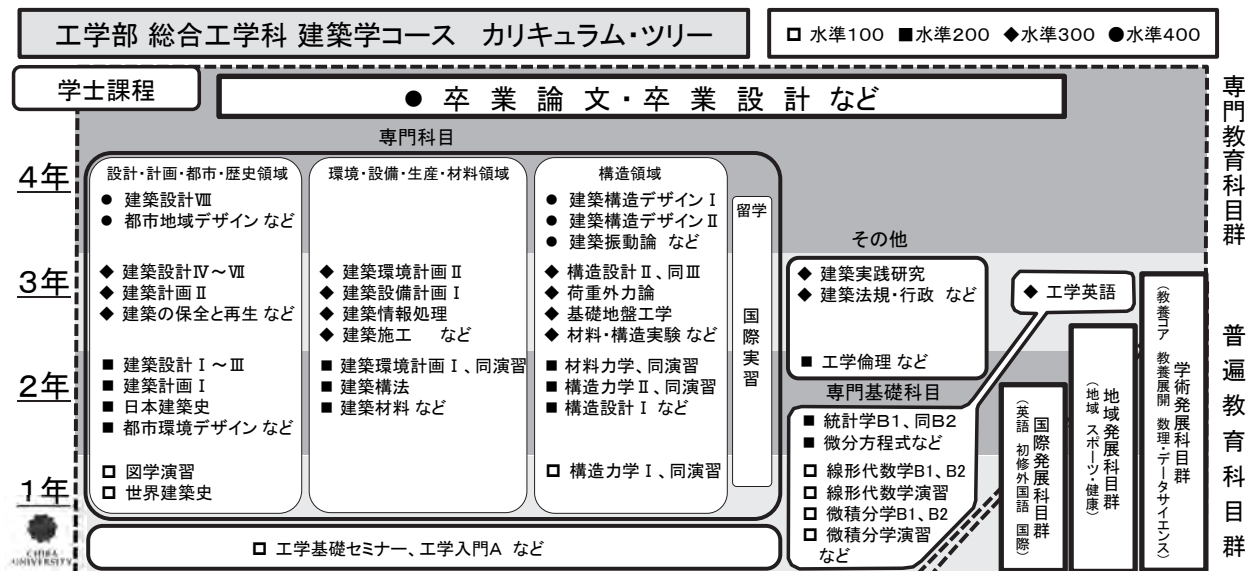 工学部 総合工学科 建築学コース カリキュラム・ツリー
□ 水準100 ■水準200 ◆水準300 ●水準400
学士課程
● 卒業論文・卒業設計 など
専門科目
4年
3年
2年
1年
設計・計画・都市・歴史領域
● 建築設計Ⅷ
● 都市地域デザイン など
◆ 建築設計Ⅳ～Ⅶ
◆ 建築計画Ⅱ
◆ 建築の保全と再生 など
■ 建築設計Ⅰ～Ⅲ
■ 建築計画Ⅰ
■ 日本建築史
■ 都市環境デザイン など
□ 図学演習
□ 世界建築史
環境・設備・生産・材料領域
◆ 建築環境計画Ⅱ
◆ 建築設備計画Ⅰ
◆ 建築情報処理
◆ 建築施工 など
■ 建築環境計画Ⅰ、同演習
■ 建築構法
■ 建築材料 など
構造領域
● 建築構造デザインⅠ
● 建築構造デザインⅡ
● 建築振動論 など
◆ 構造設計Ⅱ、同Ⅲ
◆ 荷重外力論
◆ 基礎地盤工学
◆ 材料・構造実験 など
■ 材料力学、同演習
■ 構造力学Ⅱ、同演習
■ 構造設計Ⅰ など
□ 構造力学Ⅰ、同演習
留学
国際実習
□ 工学基礎セミナー、工学入門A など
その他
◆ 建築実践研究
◆ 建築法規・行政 など
■ 工学倫理 など
専門基礎科目
■ 統計学B1、同B2
■ 微分方程式など
□ 線形代数学B1、B2
□ 線形代数学演習
□ 微積分学B1、B2
□ 微積分学演習
など
◆ 工学英語
国際発展科目群
(英語 初修外国語 国際)
地域発展科目群
(地域 スポーツ・健康)
学術発展科目群
(教養コア 教養展開 数理・データサイエンス)
専門教育科目群
普遍教育科目群
CHIBA
UNIVERSITY